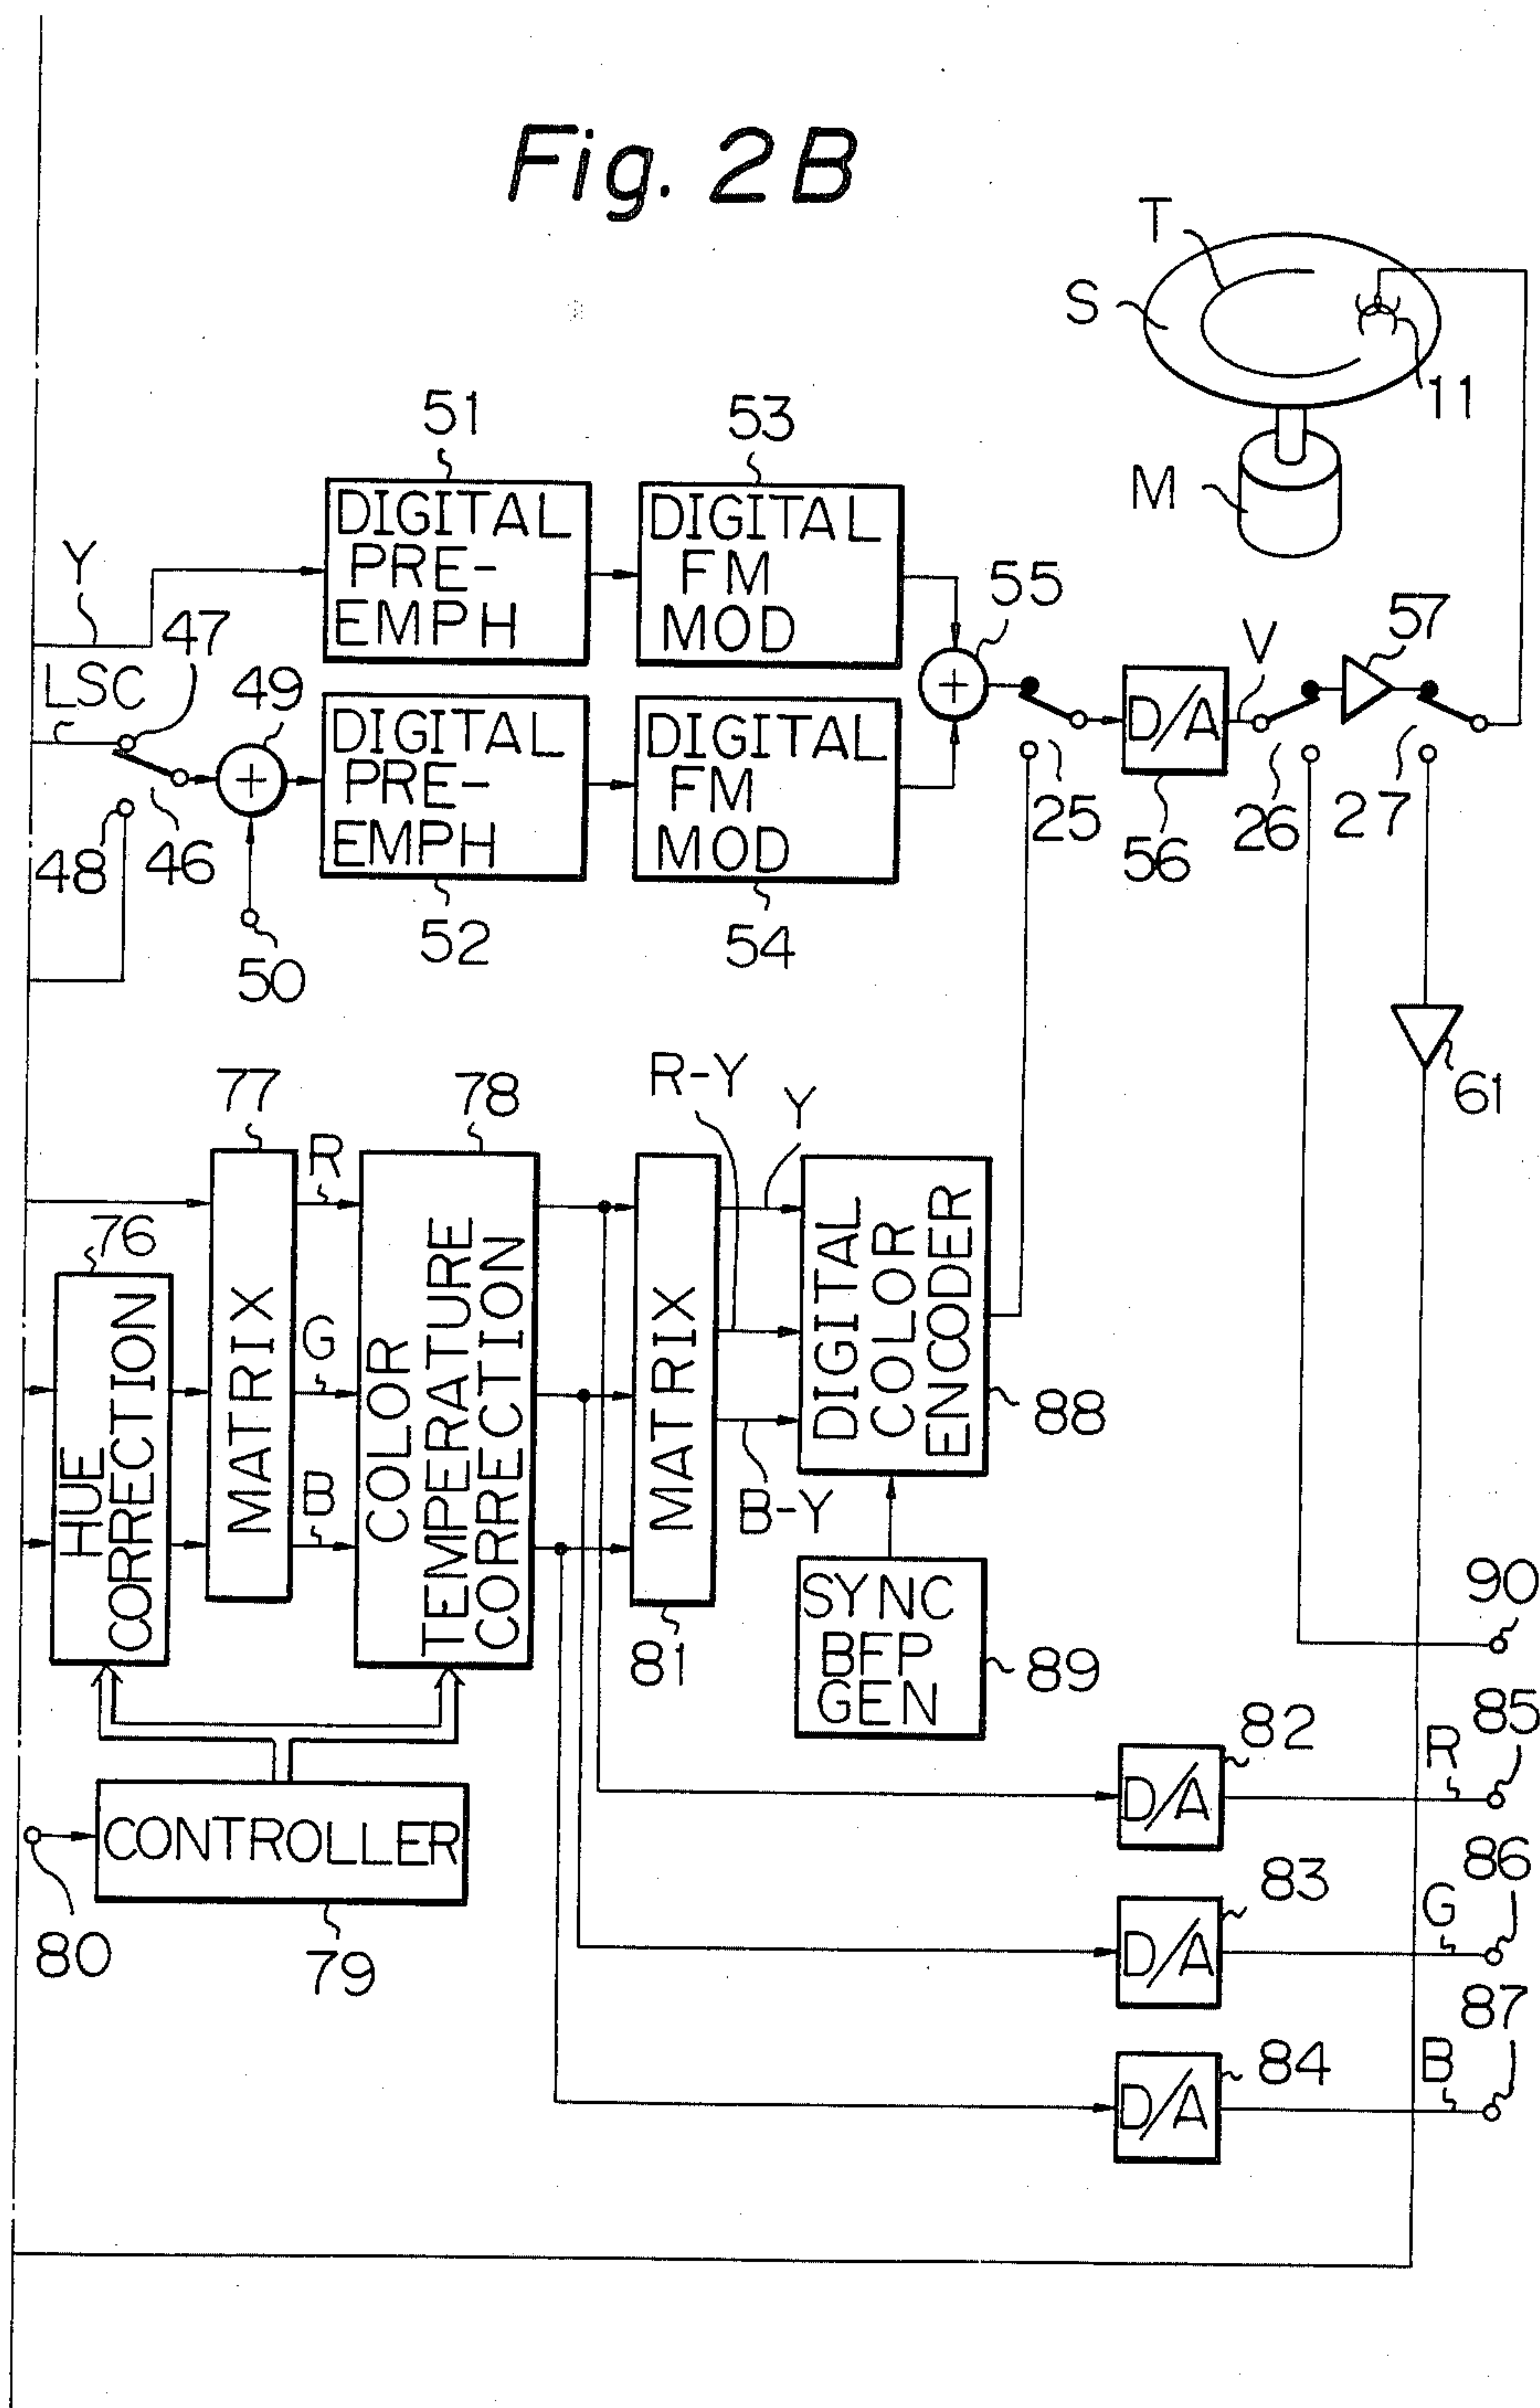 Fig. 2B
T
S
11
M
51
53
DIGITAL
PRE-
EMPH
DIGITAL
FM
MOD
Y
47
LSC
49
55
57
V
DIGITAL
PRE-
EMPH
DIGITAL
FM
MOD
D/A
48
46
50
52
54
25
56
26
27
61
77
78
R-Y
Y
76
R
G
B
HUE
CORRECTION
MATRIX
COLOR
TEMPERATURE
CORRECTION
MATRIX
DIGITAL
COLOR
ENCODER
88
B-Y
81
SYNC
BFP
GEN
89
90
CONTROLLER
80
79
82
D/A
R
85
83
D/A
G
86
84
D/A
B
87